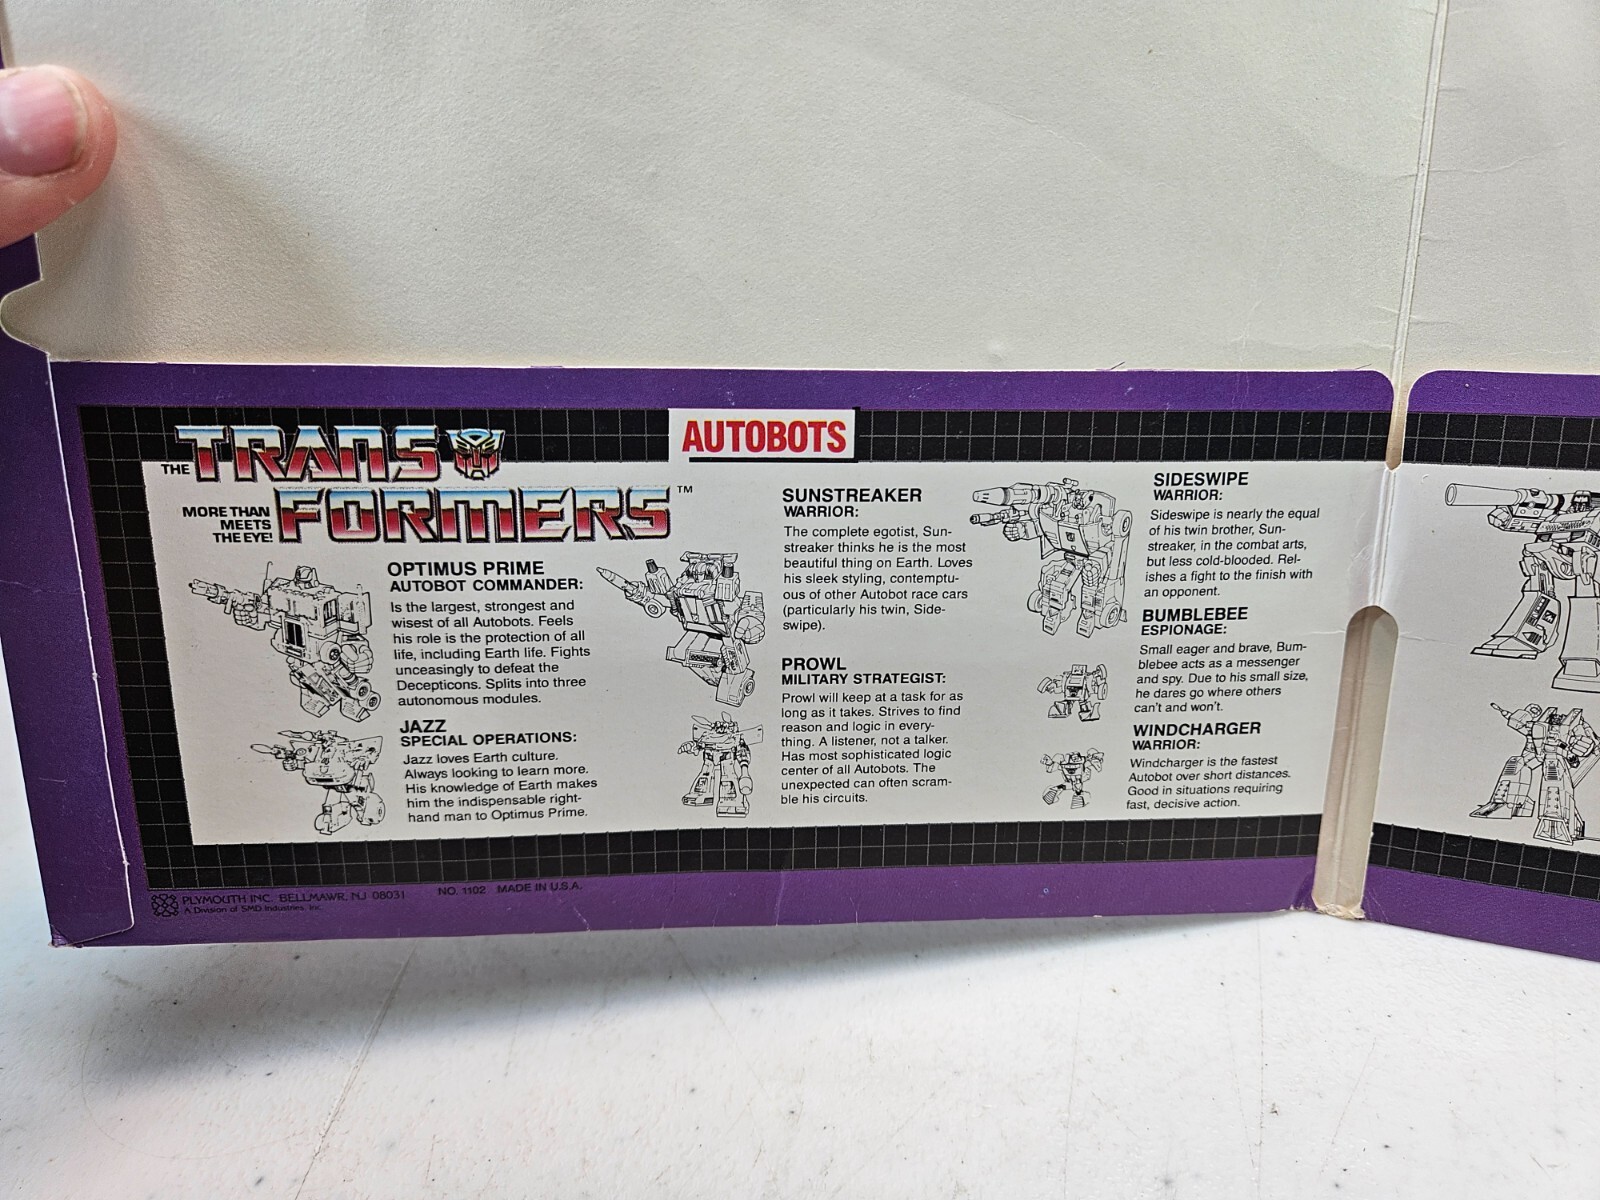 THE TRANSFORMERS™
MORE THAN
MEETS
THE EYE!
AUTOBOTS
OPTIMUS PRIME
AUTOBOT COMMANDER:
Is the largest, strongest and
wisest of all Autobots. Feels
his role is the protection of all
life, including Earth life. Fights
unceasingly to defeat the
Decepticons. Splits into three
autonomous modules.
JAZZ
SPECIAL OPERATIONS:
Jazz loves Earth culture.
Always looking to learn more.
His knowledge of Earth makes
him the indispensable right-
hand man to Optimus Prime.
SUNSTREAKER
WARRIOR:
The complete egotist, Sun-
streaker thinks he is the most
beautiful thing on Earth. Loves
his sleek styling, contemptu-
ous of other Autobot race cars
(particularly his twin, Side-
swipe).
PROWL
MILITARY STRATEGIST:
Prowl will keep at a task for as
long as it takes. Strives to find
reason and logic in every-
thing. A listener, not a talker.
Has most sophisticated logic
center of all Autobots. The
unexpected can often scram-
ble his circuits.
SIDESWIPE
WARRIOR:
Sideswipe is nearly the equal
of his twin brother, Sun-
streaker, in the combat arts,
but less cold-blooded. Rel-
ishes a fight to the finish with
an opponent.
BUMBLEBEE
ESPIONAGE:
Small eager and brave, Bum-
blebee acts as a messenger
and spy. Due to his small size,
he dares go where others
can't and won't.
WINDCHARGER
WARRIOR:
Windcharger is the fastest
Autobot over short distances.
Good in situations requiring
fast, decisive action.
PLYMOUTH INC. BELLMAWR, NJ 08031 NO. 1102 MADE IN U.S.A.
A Division of SMD Industries, Inc.